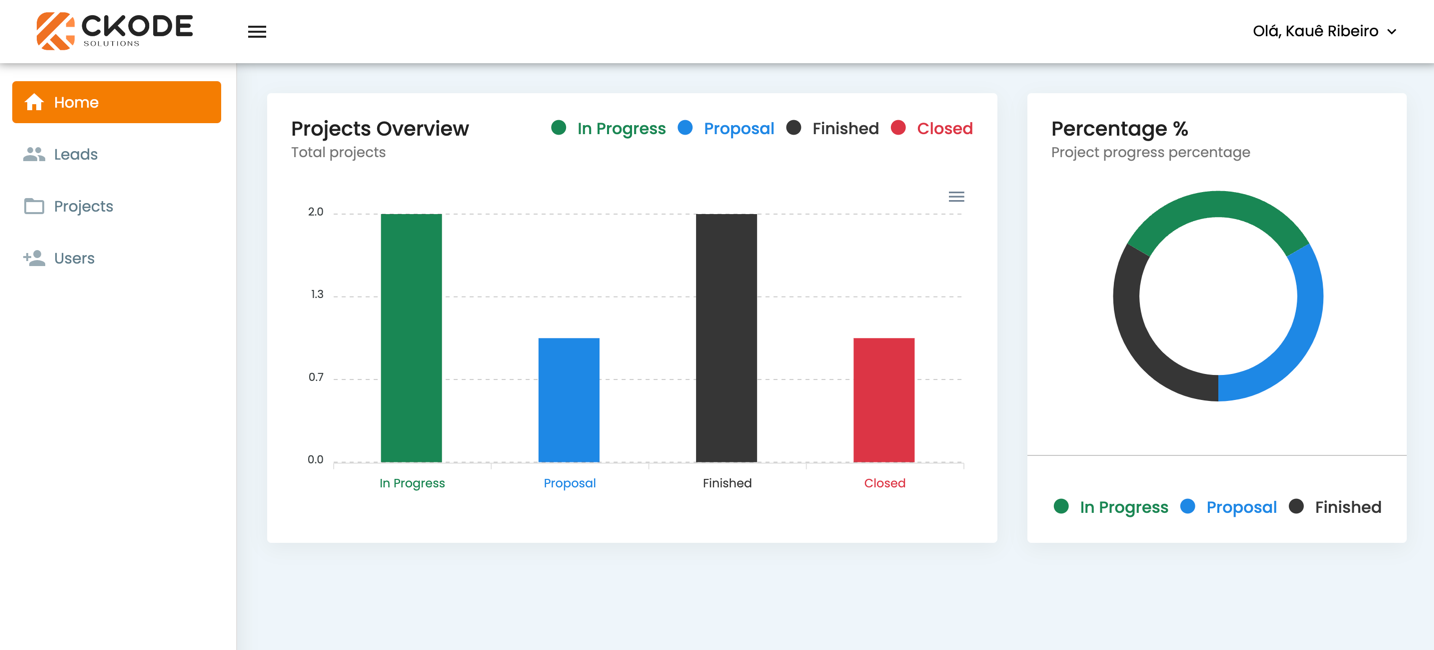 CKODE
SOLUTIONS
Olá, Kauê Ribeiro
Home
Leads
Projects
Users
Projects Overview
Total projects
In Progress Proposal Finished Closed
2.0
1.3
0.7
0.0
In Progress Proposal Finished Closed
Percentage %
Project progress percentage
In Progress Proposal Finished